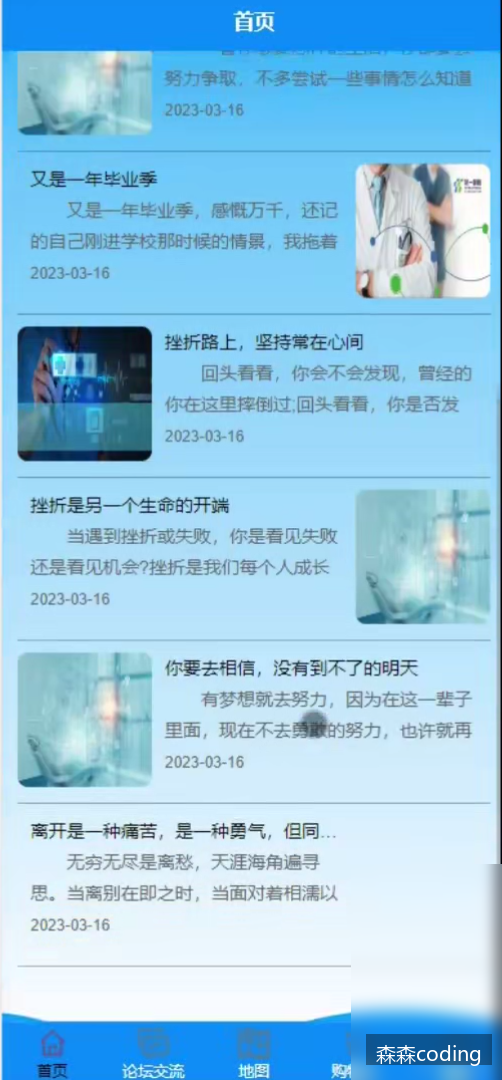 首页
努力争取，不多尝试一些事情怎么知道
2023-03-16
又是一年毕业季
又是一年毕业季，感慨万千，还记
的自己刚进学校那时候的情景，我拖着
2023-03-16
挫折路上，坚持常在心间
回头看看，你会不会发现，曾经的
你在这里摔倒过;回头看看，你是否发
2023-03-16
挫折是另一个生命的开端
当遇到挫折或失败，你是看见失败
还是看见机会?挫折是我们每个人成长
2023-03-16
你要去相信，没有到不了的明天
有梦想就去努力，因为在这一辈子
里面，现在不去勇敢的努力，也许就再
2023-03-16
离开是一种痛苦，是一种勇气，但同...
无穷无尽是离愁，天涯海角遍寻
思。当离别在即之时，当面对着相濡以
2023-03-16
首页
论坛交流
地图
森森coding